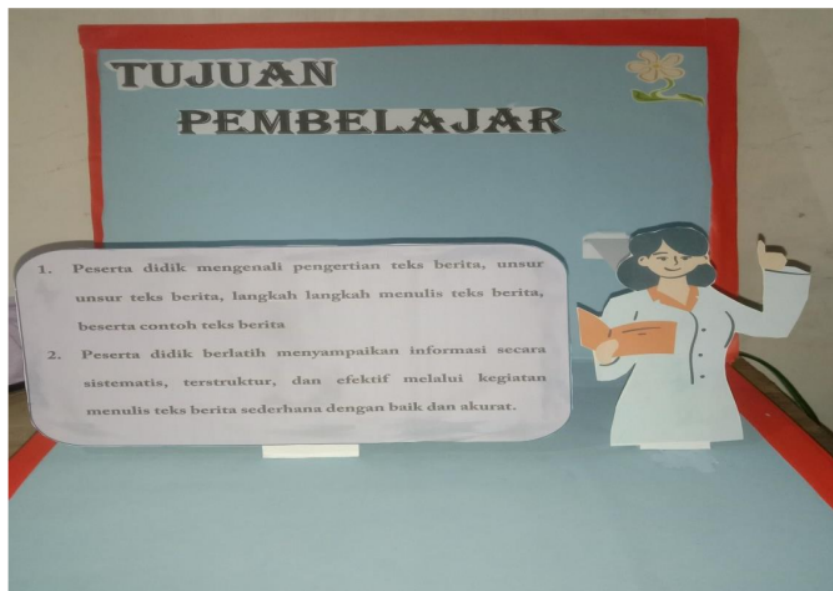 TUJUAN
PEMBELAJAR
1. Peserta didik mengenali pengertian teks berita, unsur
unsur teks berita, langkah langkah menulis teks berita,
beserta contoh teks berita
2. Peserta didik berlatih menyampaikan informasi secara
sistematis, terstruktur, dan efektif melalui kegiatan
menulis teks berita sederhana dengan baik dan akurat.